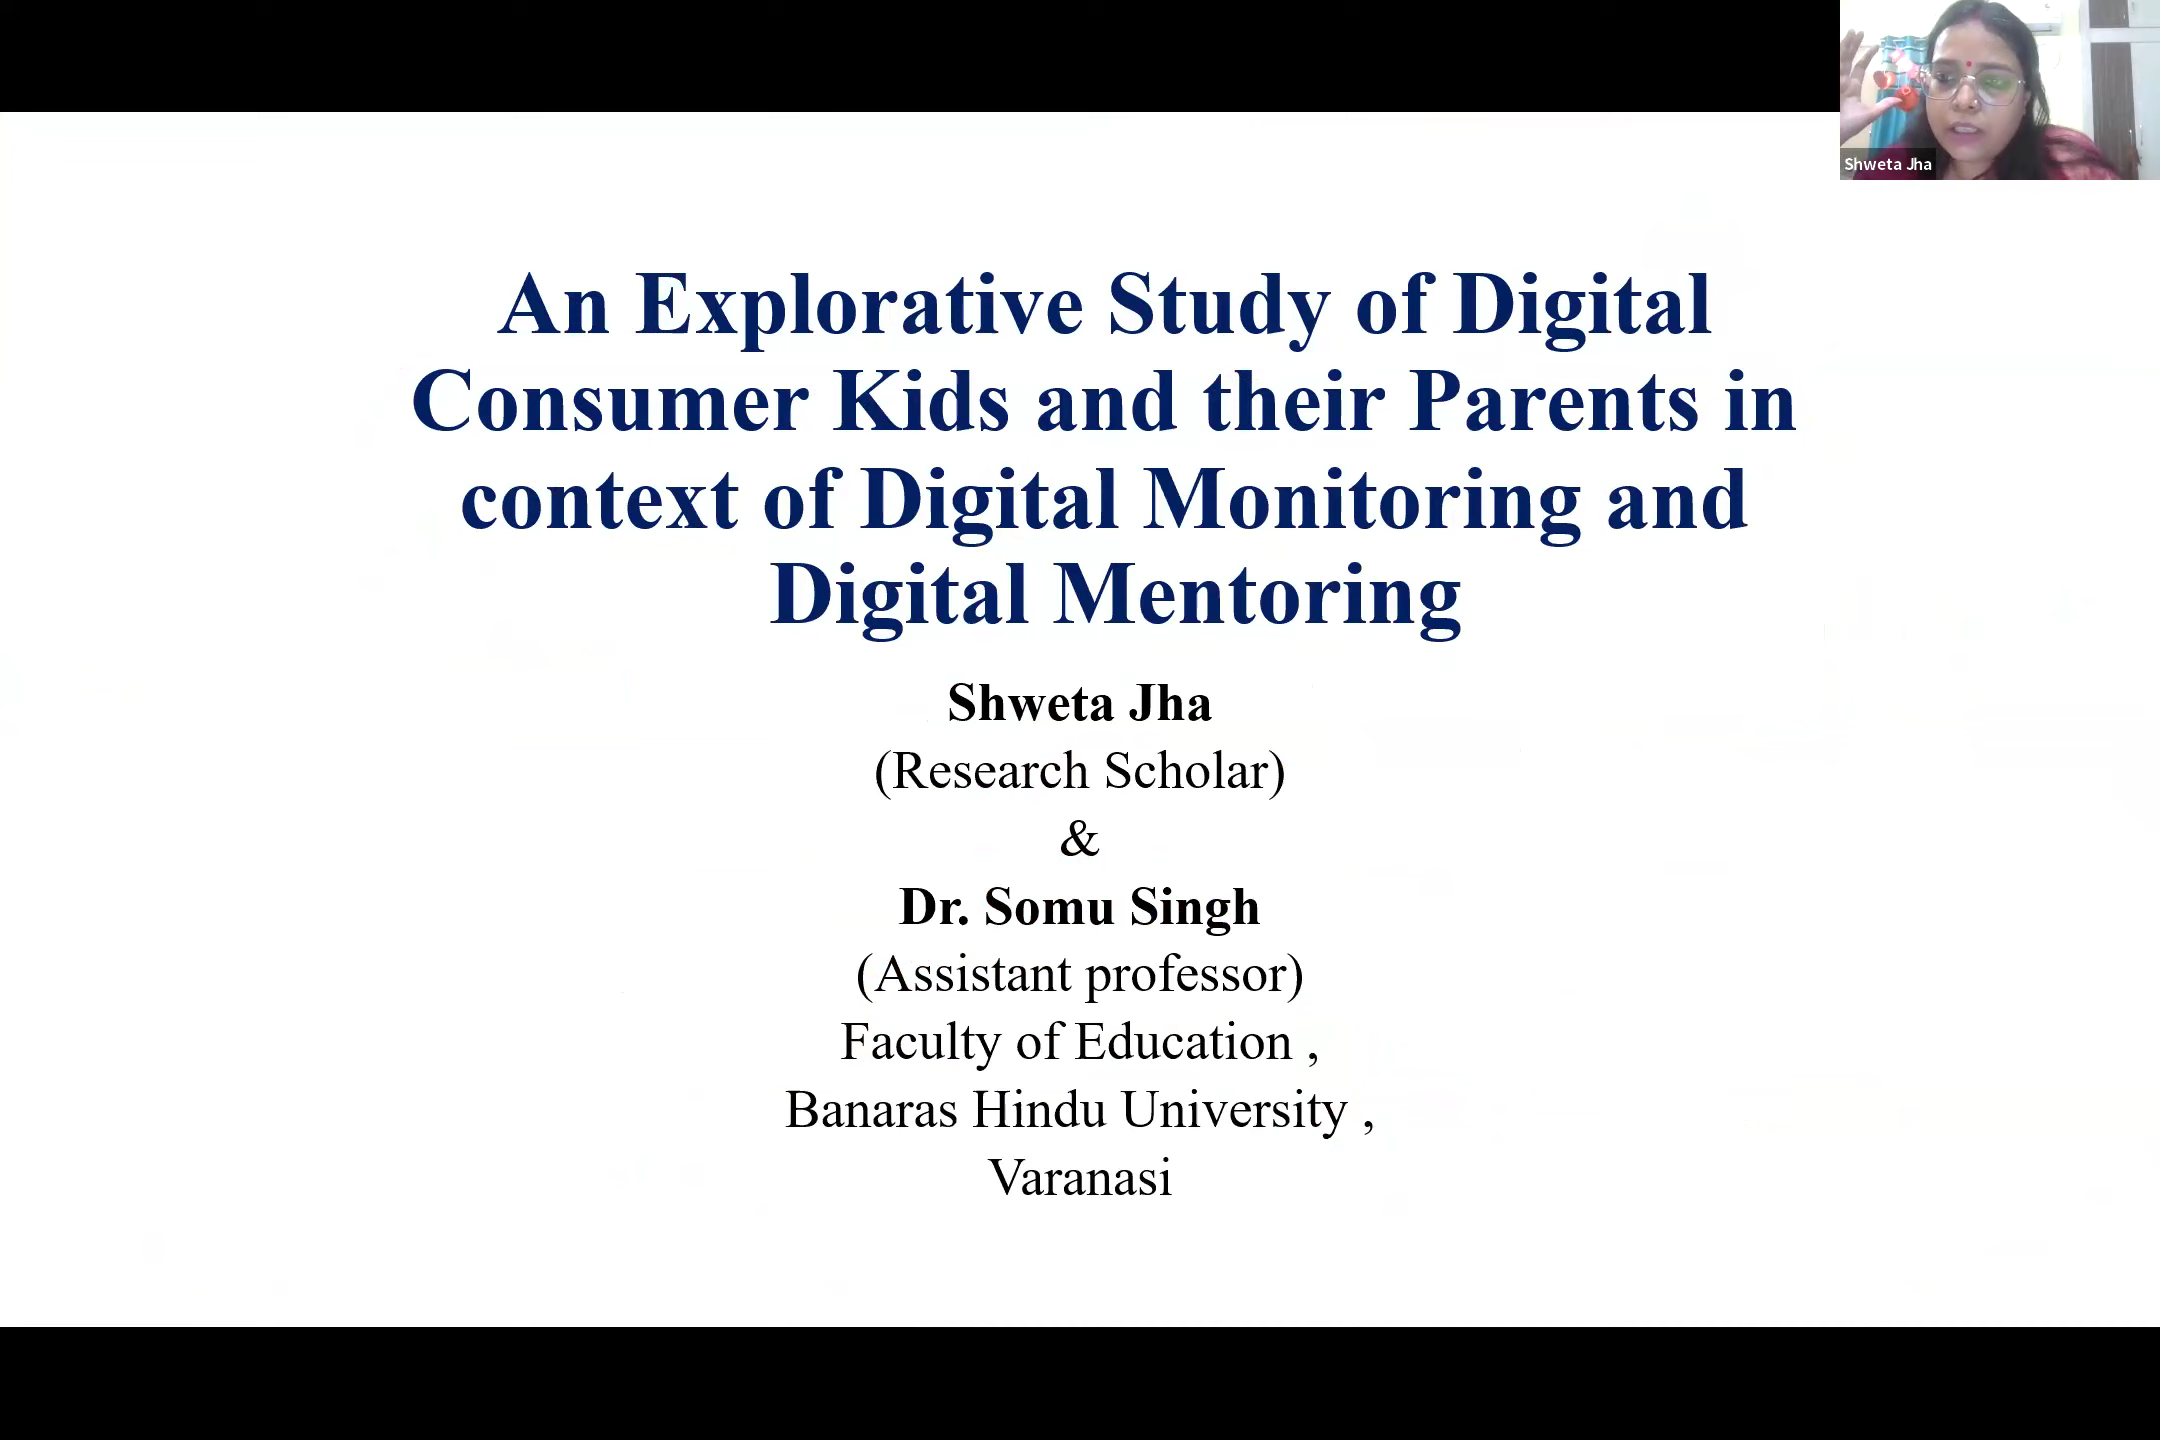 Shweta Jha
An Explorative Study of Digital
Consumer Kids and their Parents in
context of Digital Monitoring and
Digital Mentoring
Shweta Jha
(Research Scholar)
&
Dr. Somu Singh
(Assistant professor)
Faculty of Education ,
Banaras Hindu University ,
Varanasi